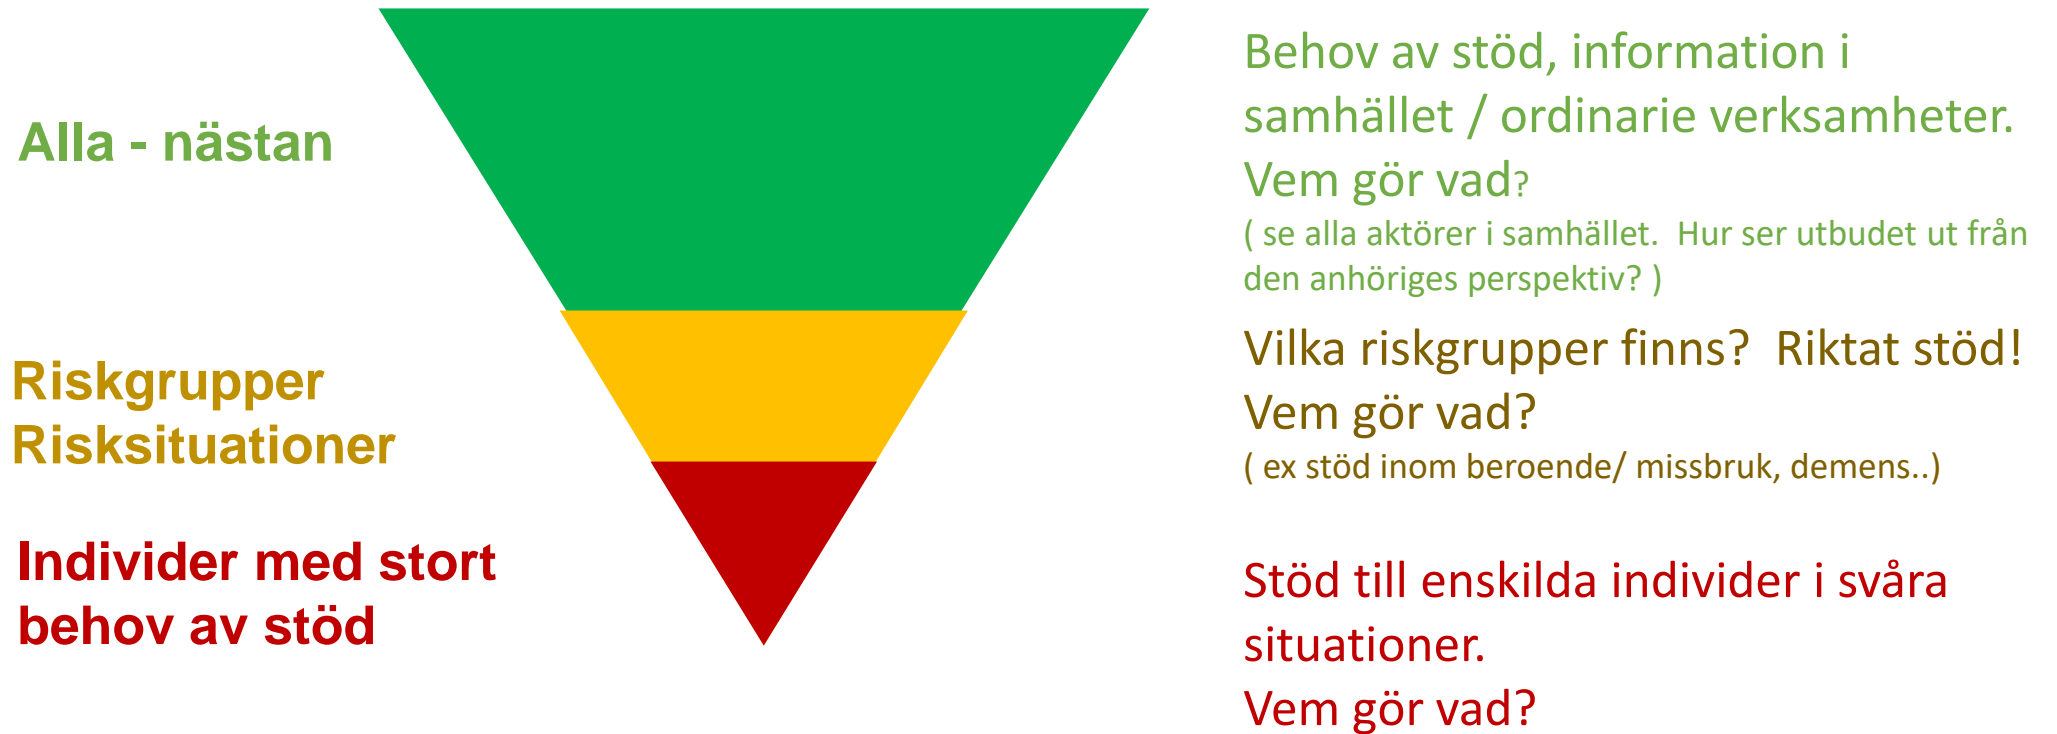 Alla - nästan
Behov av stöd, information i
samhället / ordinarie verksamheter.
Vem gör vad?
( se alla aktörer i samhället.  Hur ser utbudet ut från
den anhöriges perspektiv? )
Riskgrupper
Risksituationer
Vilka riskgrupper finns?  Riktat stöd!
Vem gör vad?
( ex stöd inom beroende/ missbruk, demens..)
Individer med stort
behov av stöd
Stöd till enskilda individer i svåra
situationer.
Vem gör vad?